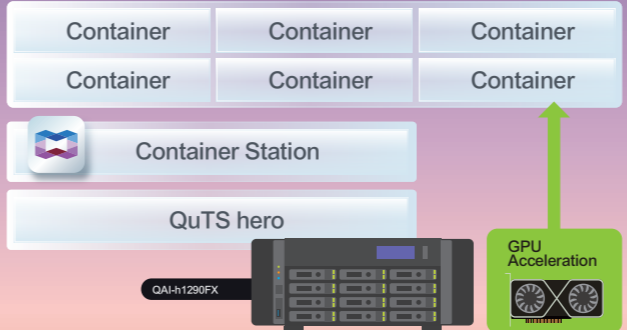 Container Container Container
Container Container Container
Container Station
QuTS hero
GPU
Acceleration
QAI-h1290FX